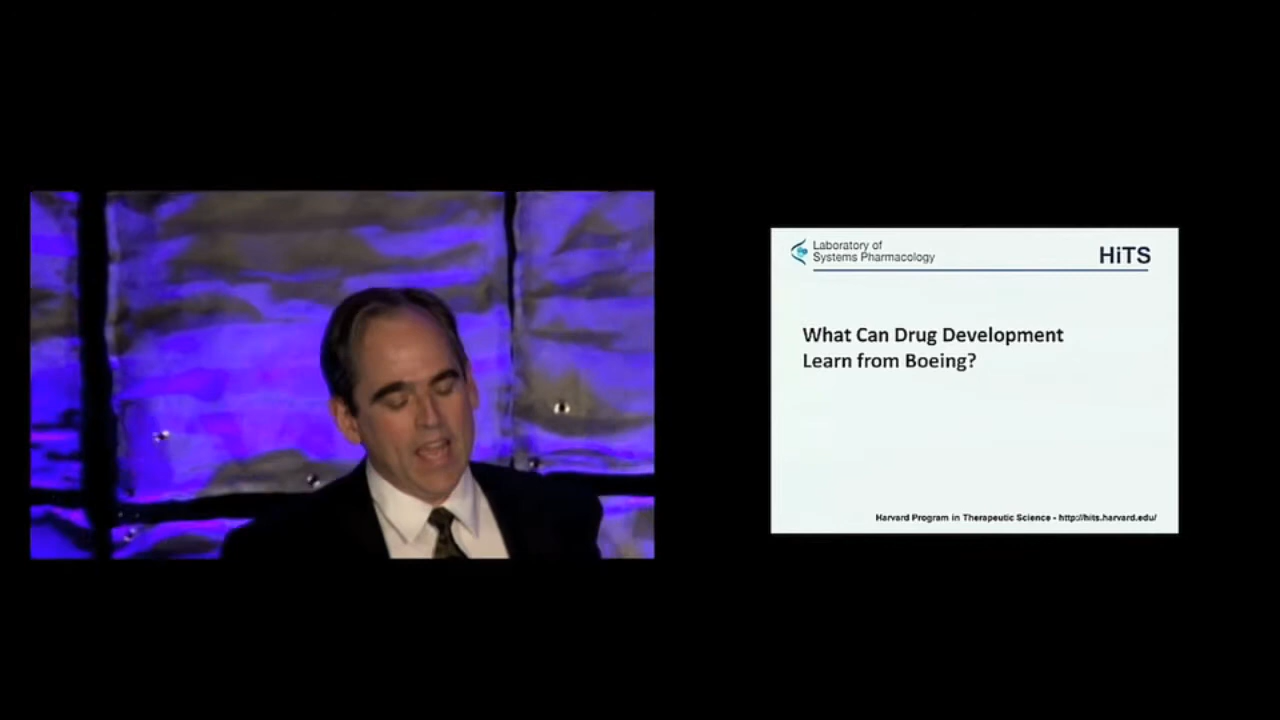 Laboratory of
Systems Pharmacology
HiTS
What Can Drug Development
Learn from Boeing?
Harvard Program in Therapeutic Science - http://hits.harvard.edu/